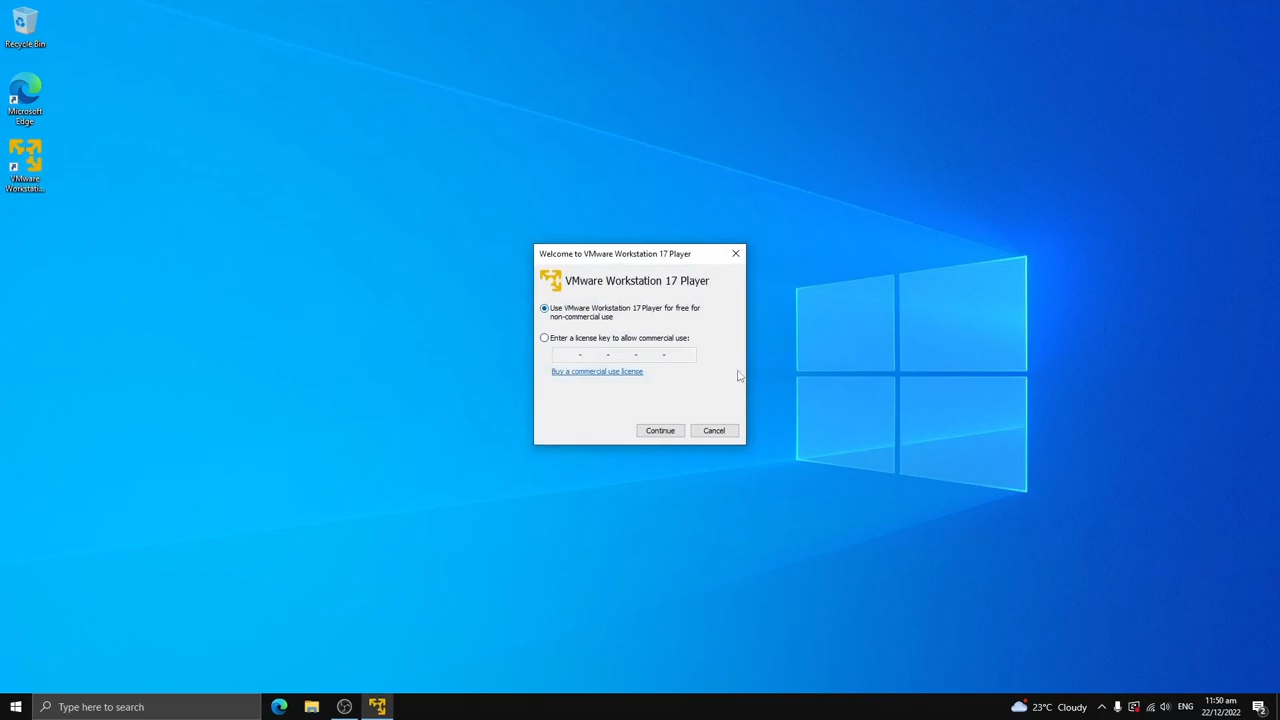 Recycle Bin
Microsoft
Edge
VMware
Workstati...
Welcome to VMware Workstation 17 Player
VMware Workstation 17 Player
Use VMware Workstation 17 Player for free for
non-commercial use
Enter a license key to allow commercial use:
- - - -
Buy a commercial use license
Continue
Cancel
Type here to search
23°C Cloudy
ENG
11:50 am
22/12/2022
2